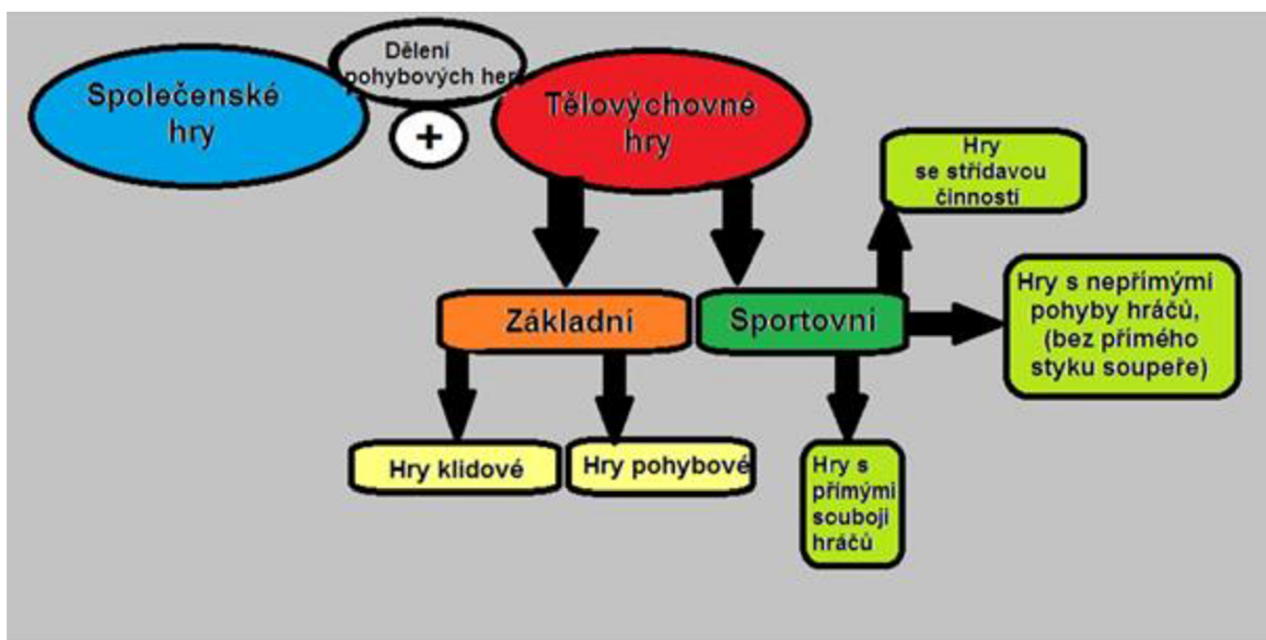 Dělení
pohybových her
Společenské
hry
+
Tělovýchovné
hry
Hry
se střídavou
činností
Základní
Sportovní
Hry s nepřímými
pohyby hráčů,
(bez přímého
styku soupeře)
Hry klidové
Hry pohybové
Hry s
přímými
souboji
hráčů